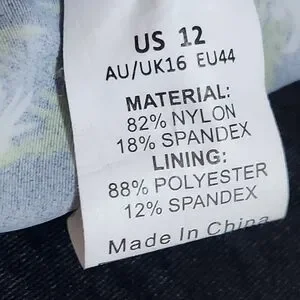 US 12
AU/UK16 EU44
MATERIAL:
82% NYLON
18% SPANDEX
LINING:
88% POLYESTER
12% SPANDEX
Made In China